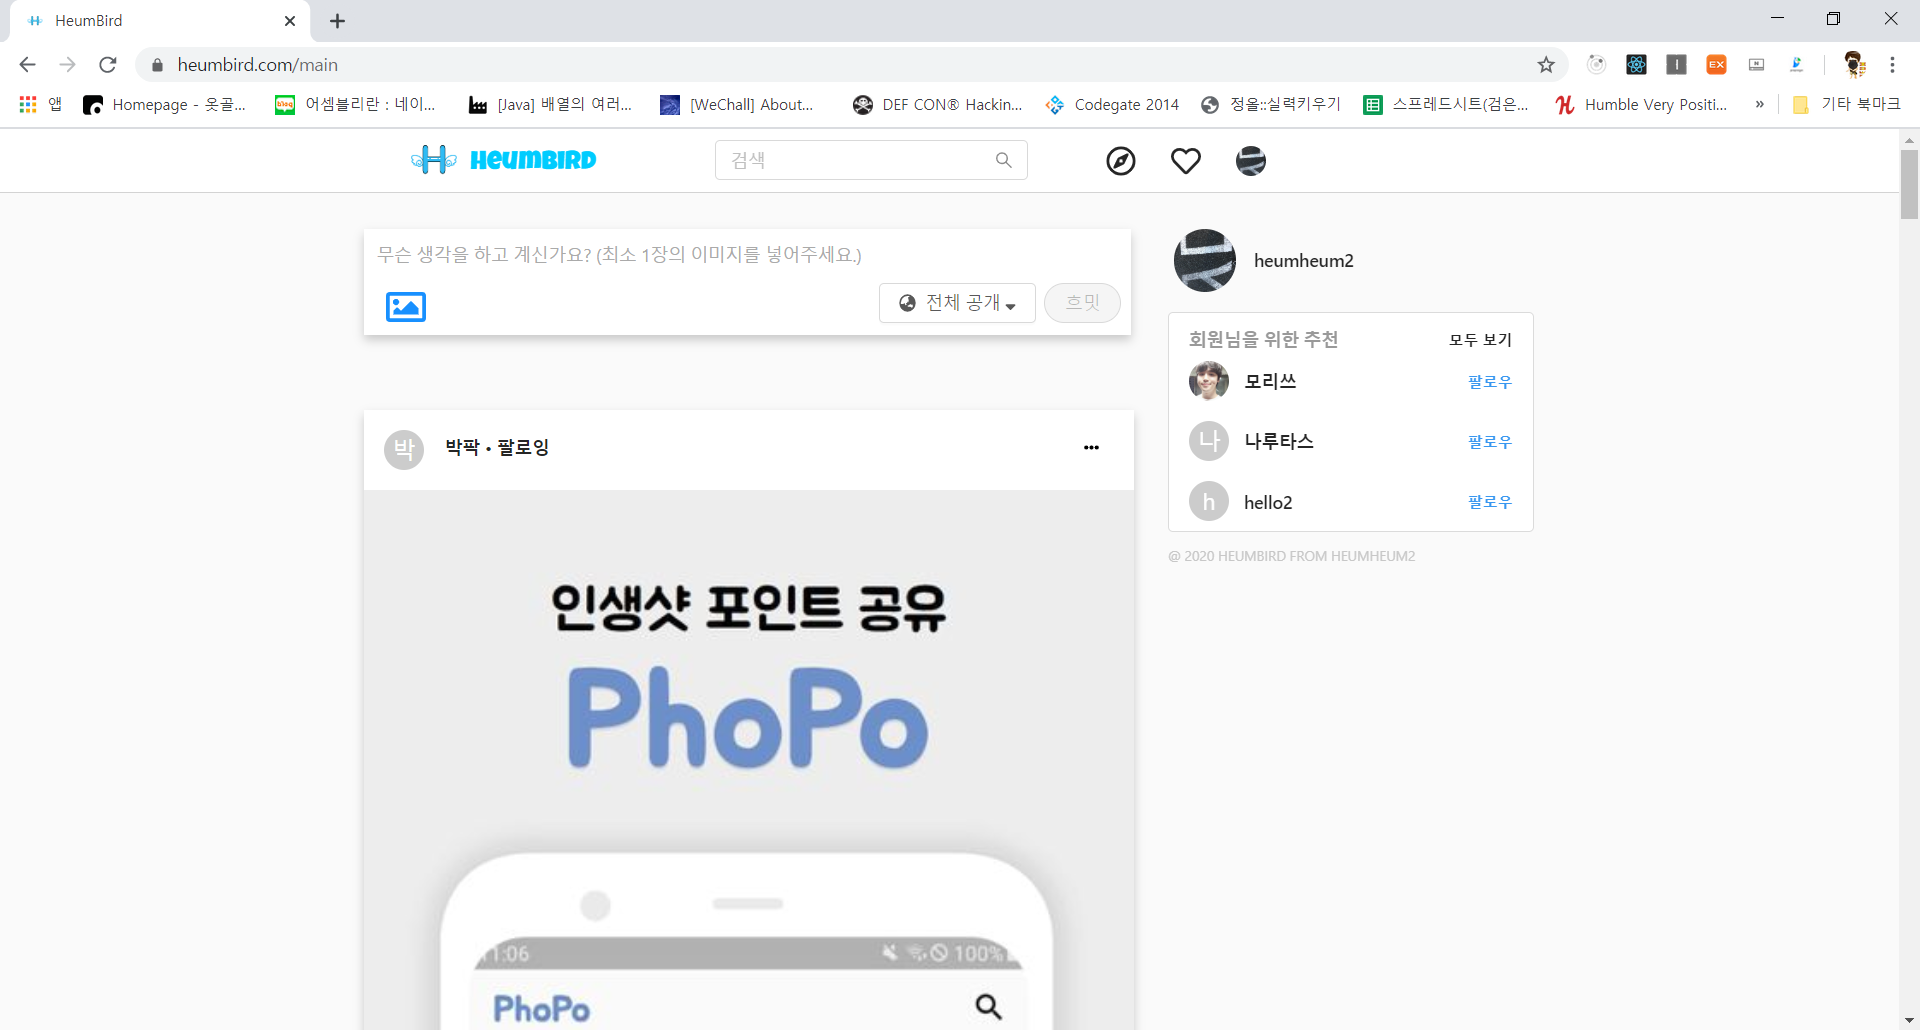 HeumBird
heumbird.com/main
앱
Homepage - 옷골...
어셈블리란 : 네이...
[Java] 배열의 여러...
[WeChall] About...
DEF CON® Hackin...
Codegate 2014
정올::실력키우기
스프레드시트(검은...
Humble Very Positi...
»
기타 북마크
HEUMBIRD
검색
무슨 생각을 하고 계신가요? (최소 1장의 이미지를 넣어주세요.)
전체 공개
흐밋
heumheum2
회원님을 위한 추천
모두 보기
모리쓰
팔로우
나
나루타스
팔로우
h
hello2
팔로우
@ 2020 HEUMBIRD FROM HEUMHEUM2
박
박팍 • 팔로잉
인생샷 포인트 공유
PhoPo
11:06
100%
PhoPo